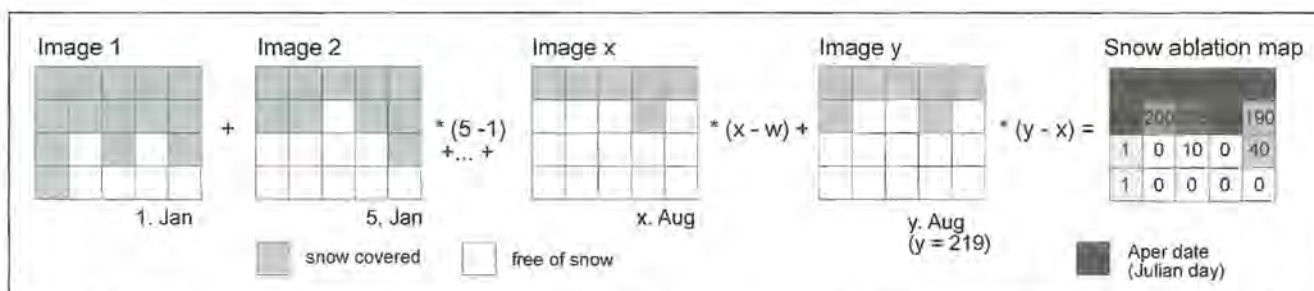 Image 1
Image 2
Image x
Image y
Snow ablation map
+
* (5 -1)
+... +
* (x - w) +
* (y - x) =
200
190
1 0 10 0 40
1 0 0 0 0
1. Jan
5. Jan
x. Aug
y. Aug
(y = 219)
snow covered
free of snow
Aper date
(Julian day)